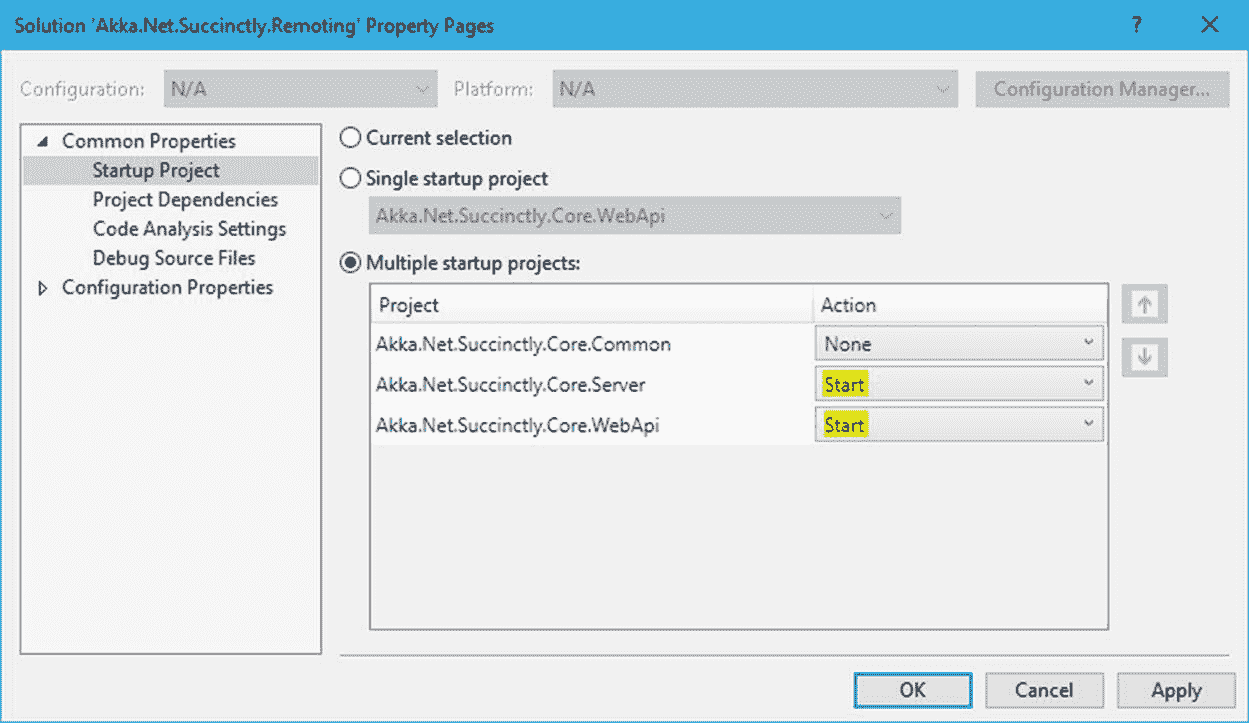 Solution 'Akka.Net.Succinctly.Remoting' Property Pages ?
Configuration: N/A Platform: N/A Configuration Manager...
Common Properties
Startup Project
Project Dependencies
Code Analysis Settings
Debug Source Files
Configuration Properties
Current selection
Single startup project
Akka.Net.Succinctly.Core.WebApi
Multiple startup projects:
Project Action
Akka.Net.Succinctly.Core.Common None
Akka.Net.Succinctly.Core.Server Start
Akka.Net.Succinctly.Core.WebApi Start
OK Cancel Apply